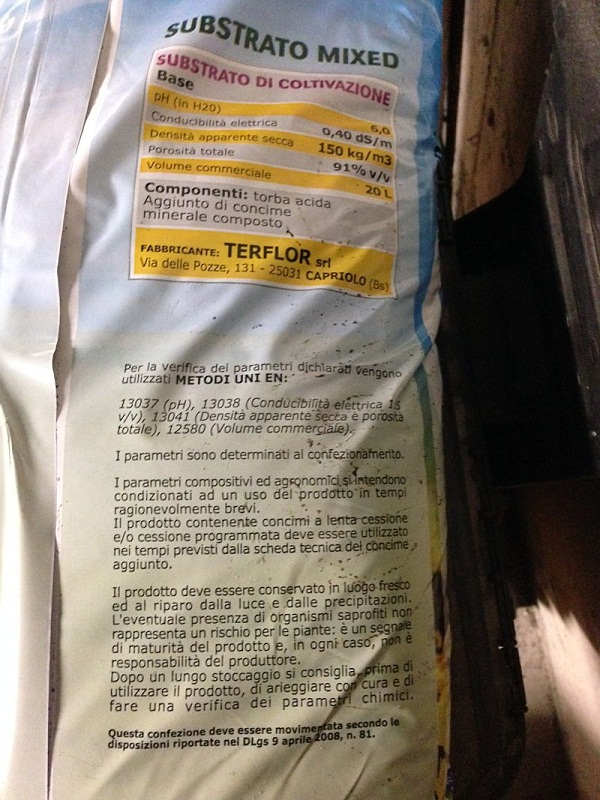 SUBSTRATO MIXED
SUBSTRATO DI COLTIVAZIONE
Base
pH (in H20) 6,0
Conducibilità elettrica 0,40 dS/m
Densità apparente secca 150 kg/m3
Porosità totale 91% v/v
Volume commerciale 20 L
Componenti: torba acida
Aggiunto di concime
minerale composto
FABBRICANTE: TERFLOR srl
Via delle Pozze, 131 - 25031 CAPRIOLO (Bs)
Per la verifica dei parametri dichiarati vengono
utilizzati METODI UNI EN:
13037 (pH), 13038 (Conducibilità elettrica 1:5
v/v), 13041 (Densità apparente secca e porosità
totale), 12580 (Volume commerciale).
I parametri sono determinati al confezionamento.
I parametri compositivi ed agronomici si intendono
condizionati ad un uso del prodotto in tempi
ragionevolmente brevi.
Il prodotto contenente concimi a lenta cessione
e/o cessione programmata deve essere utilizzato
nei tempi previsti dalla scheda tecnica del concime
aggiunto.
Il prodotto deve essere conservato in luogo fresco
ed al riparo dalla luce e dalle precipitazioni.
L'eventuale presenza di organismi saprofiti non
rappresenta un rischio per le piante: è un segnale
di maturità del prodotto e, in ogni caso, non è
responsabilità del produttore.
Dopo un lungo stoccaggio si consiglia, prima di
utilizzare il prodotto, di arieggiare con cura e di
fare una verifica dei parametri chimici.
Questa confezione deve essere movimentata secondo le
disposizioni riportate nel DLgs 9 aprile 2008, n. 81.